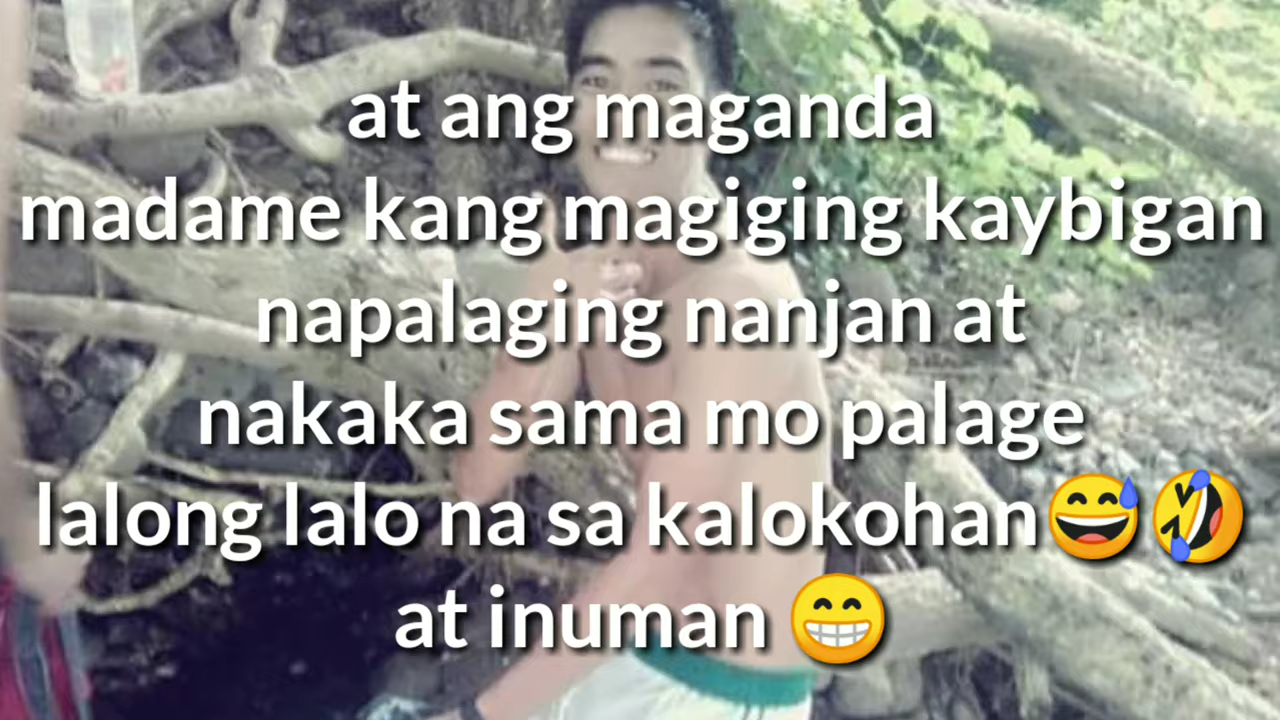 at ang maganda
madame kang magiging kaybigan
napalaging nanjan at
nakaka sama mo palage
lalong lalo na sa kalokohan😅🤣
at inuman 😁